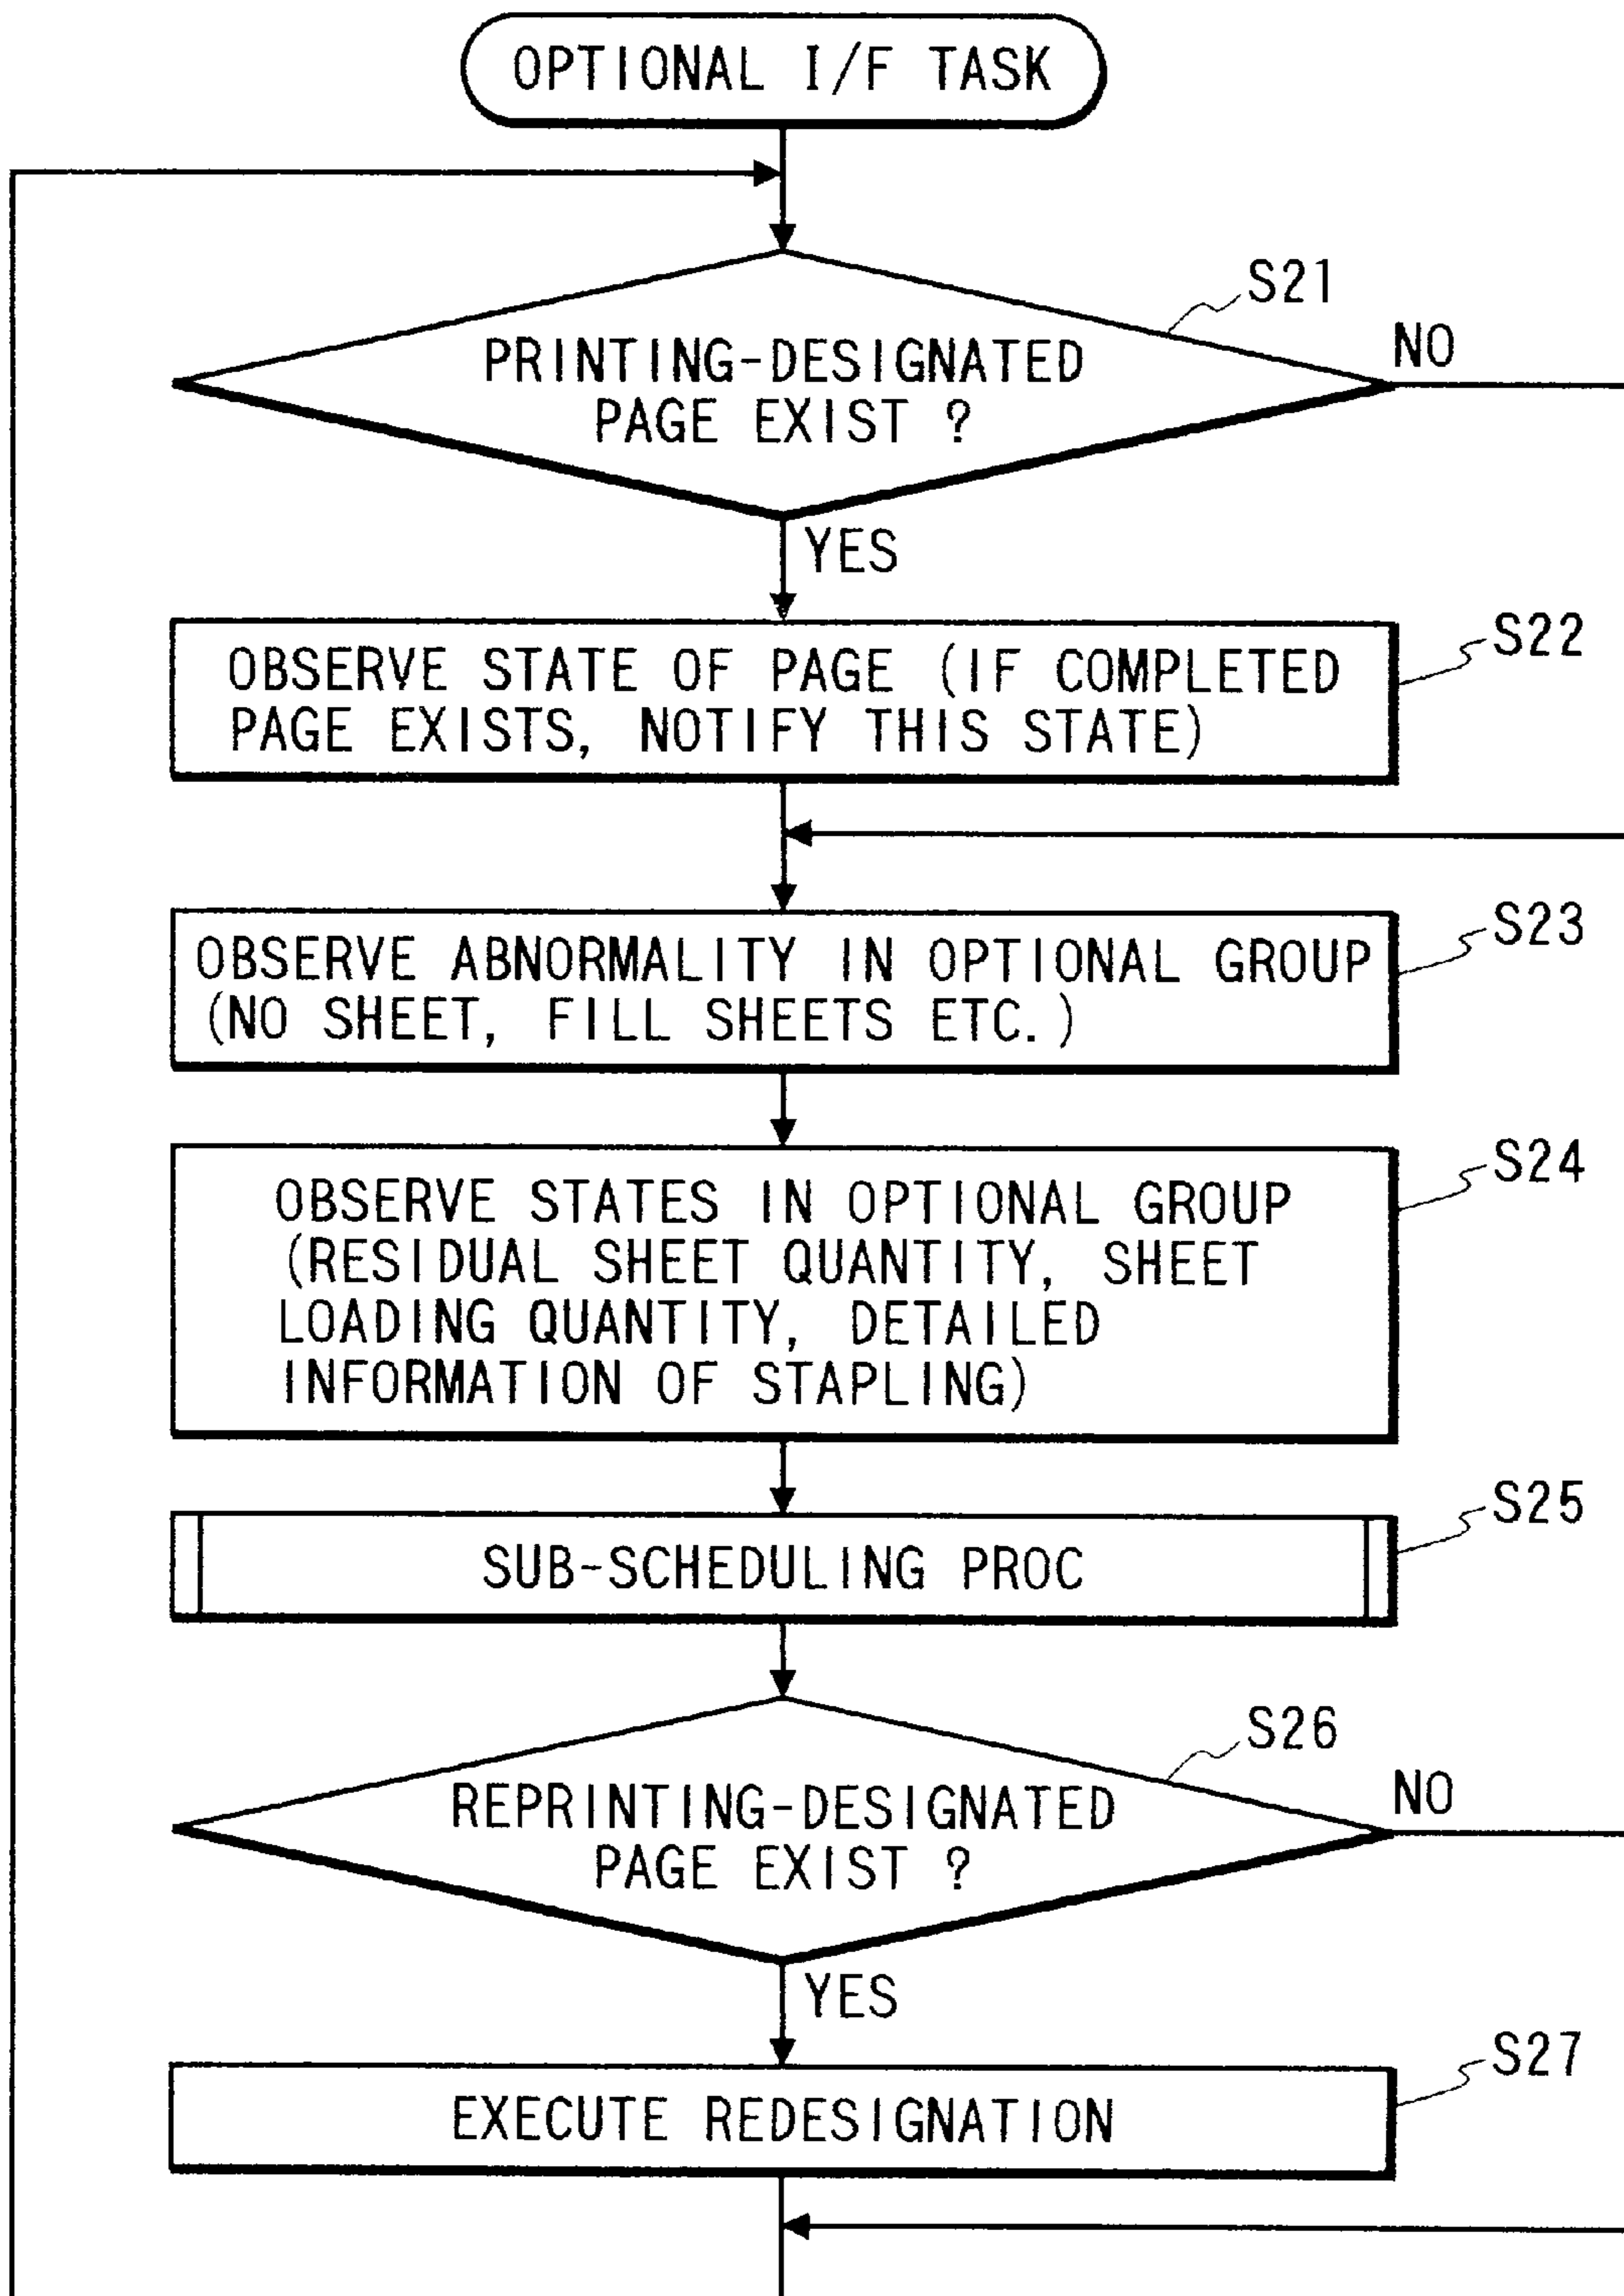 OPTIONAL I/F TASK
S21
PRINTING-DESIGNATED
PAGE EXIST ?
NO
YES
S22
OBSERVE STATE OF PAGE (IF COMPLETED
PAGE EXISTS, NOTIFY THIS STATE)
S23
OBSERVE ABNORMALITY IN OPTIONAL GROUP
(NO SHEET, FILL SHEETS ETC.)
S24
OBSERVE STATES IN OPTIONAL GROUP
(RESIDUAL SHEET QUANTITY, SHEET
LOADING QUANTITY, DETAILED
INFORMATION OF STAPLING)
S25
SUB-SCHEDULING PROC
S26
REPRINTING-DESIGNATED
PAGE EXIST ?
NO
YES
S27
EXECUTE REDESIGNATION